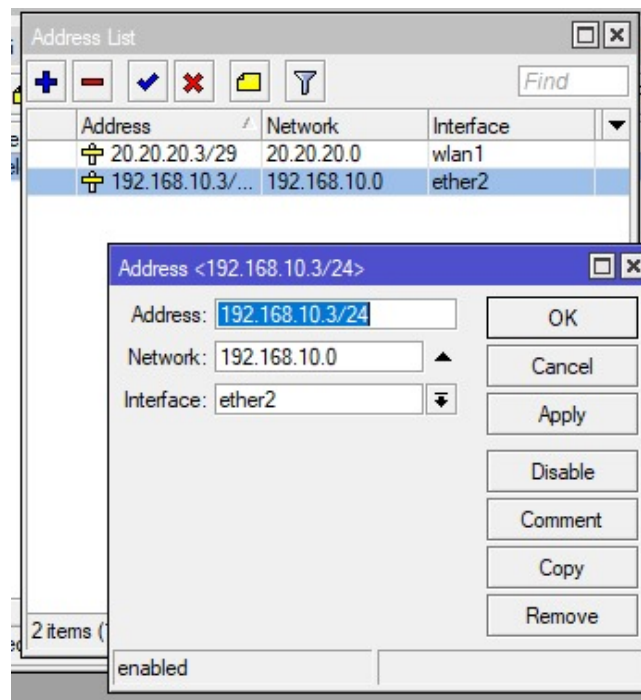 Address List
Find
Address Network Interface
20.20.20.3/29 20.20.20.0 wlan1
192.168.10.3/... 192.168.10.0 ether2
Address <192.168.10.3/24>
Address: 192.168.10.3/24
Network: 192.168.10.0
Interface: ether2
OK
Cancel
Apply
Disable
Comment
Copy
Remove
2 items (
enabled